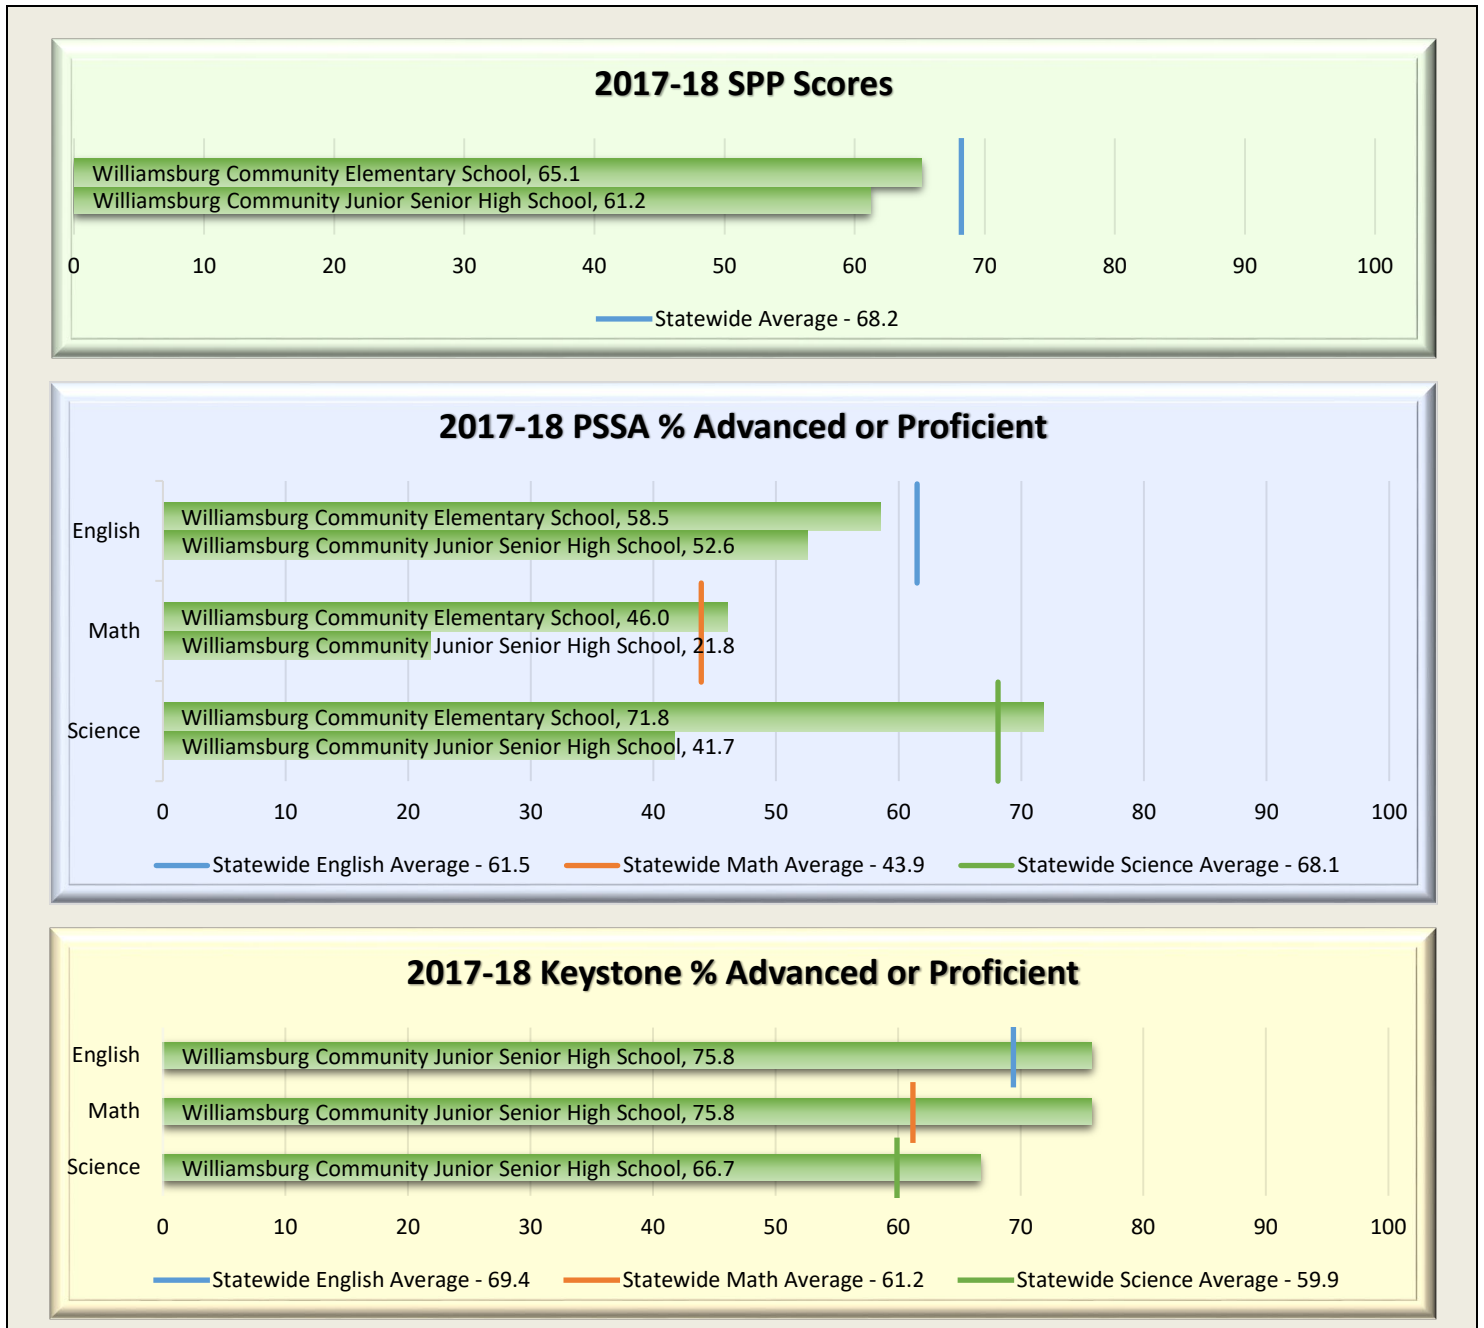 2017-18 SPP Scores
Williamsburg Community Elementary School, 65.1
Williamsburg Community Junior Senior High School, 61.2
0 10 20 30 40 50 60 70 80 90 100
Statewide Average - 68.2
2017-18 PSSA % Advanced or Proficient
English
Williamsburg Community Elementary School, 58.5
Williamsburg Community Junior Senior High School, 52.6
Math
Williamsburg Community Elementary School, 46.0
Williamsburg Community Junior Senior High School, 21.8
Science
Williamsburg Community Elementary School, 71.8
Williamsburg Community Junior Senior High School, 41.7
0 10 20 30 40 50 60 70 80 90 100
Statewide English Average - 61.5 Statewide Math Average - 43.9 Statewide Science Average - 68.1
2017-18 Keystone % Advanced or Proficient
English Williamsburg Community Junior Senior High School, 75.8
Math Williamsburg Community Junior Senior High School, 75.8
Science Williamsburg Community Junior Senior High School, 66.7
0 10 20 30 40 50 60 70 80 90 100
Statewide English Average - 69.4 Statewide Math Average - 61.2 Statewide Science Average - 59.9